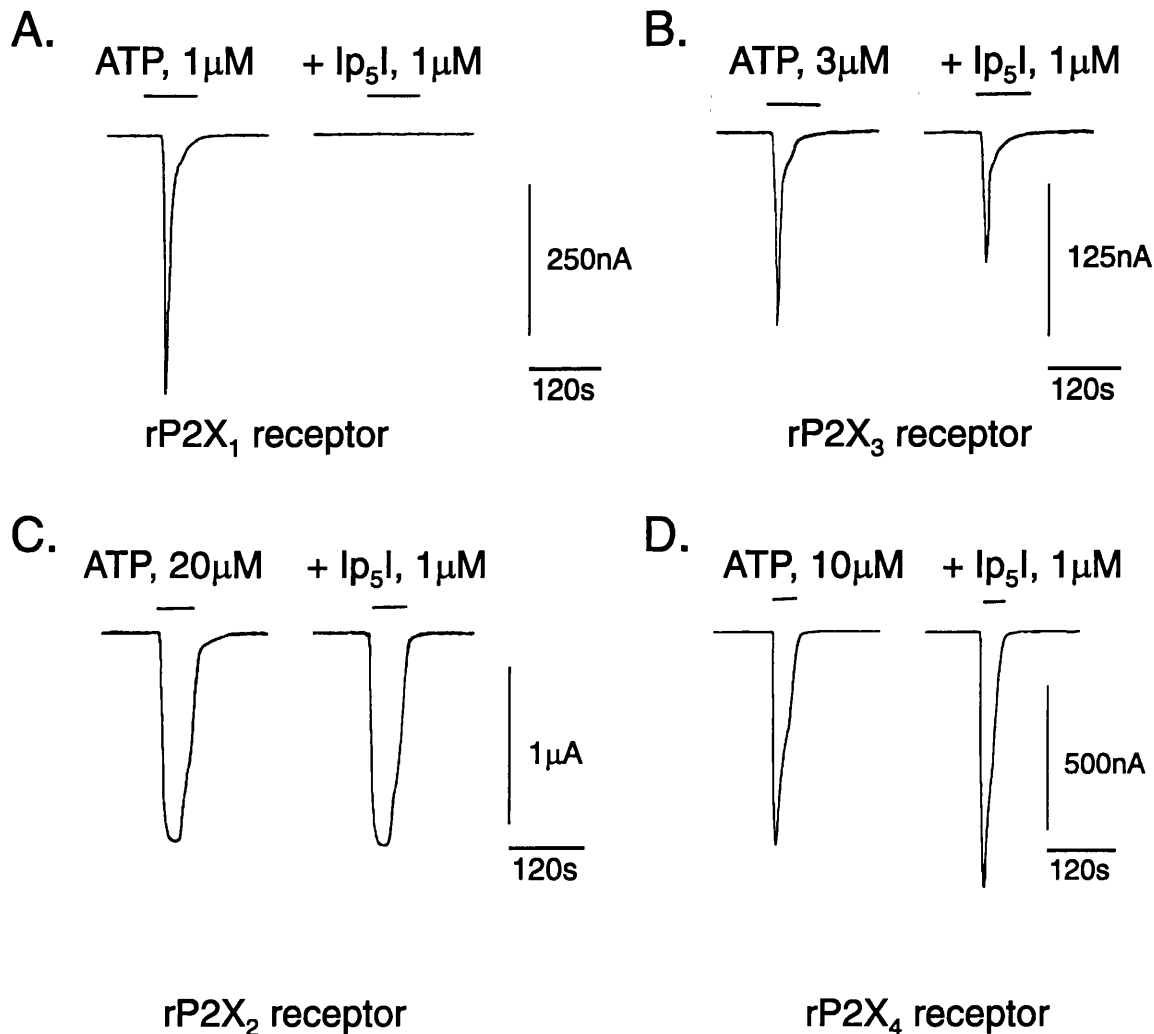 A.
ATP, 1μM + Ip₅I, 1μM
250nA
120s
rP2X₁ receptor
B.
ATP, 3μM + Ip₅I, 1μM
125nA
120s
rP2X₃ receptor
C.
ATP, 20μM + Ip₅I, 1μM
1μA
120s
rP2X₂ receptor
D.
ATP, 10μM + Ip₅I, 1μM
500nA
120s
rP2X₄ receptor